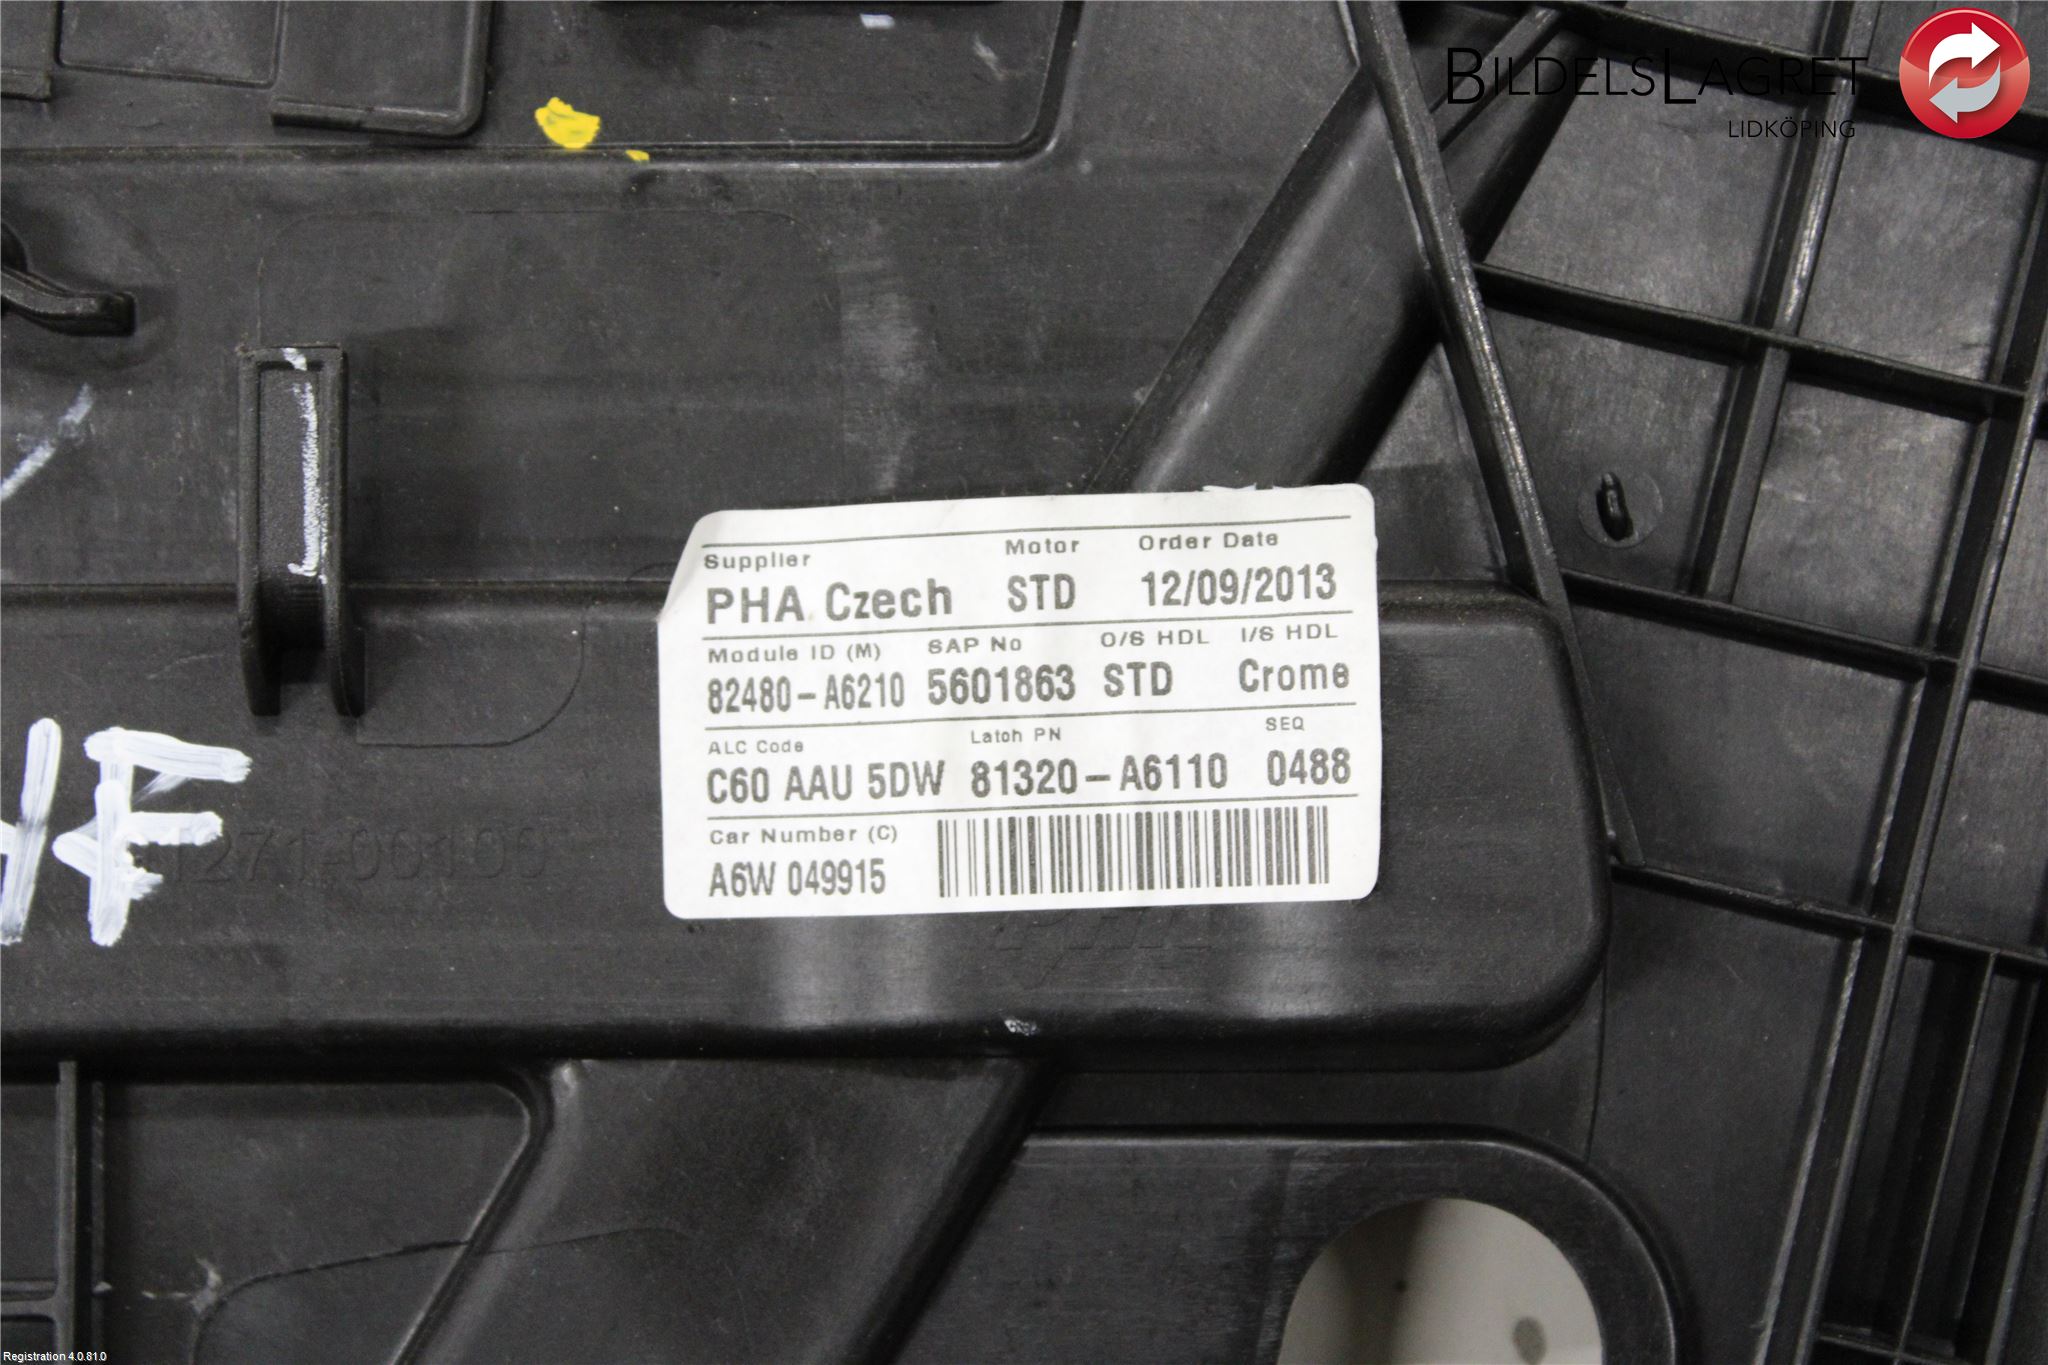 BILDELSLAGRET
LIDKÖPING
Supplier Motor Order Date
PHA Czech STD 12/09/2013
Module ID (M) SAP No O/S HDL I/S HDL
82480-A6210 5601863 STD Crome
ALC Code Latch PN SEQ
C60 AAU 5DW 81320-A6110 0488
Car Number (C)
A6W 049915
HF
Registration 4.0.81.0